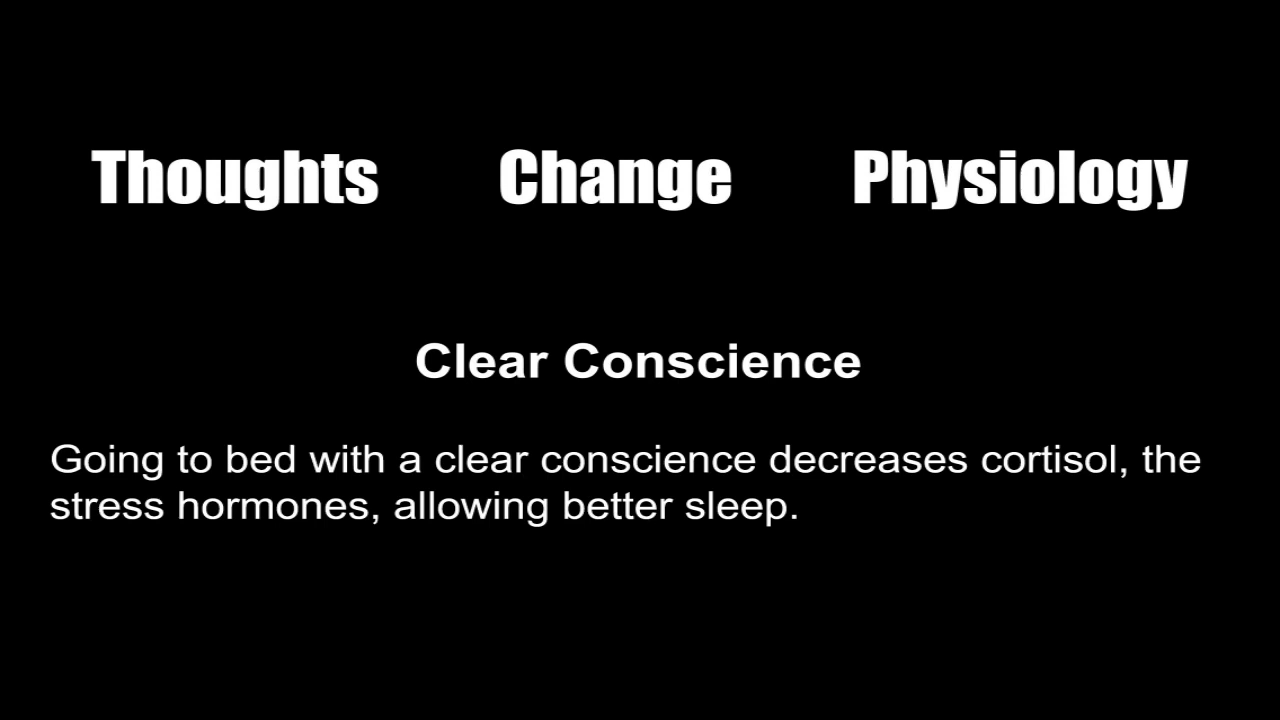 Thoughts Change Physiology
Clear Conscience
Going to bed with a clear conscience decreases cortisol, the
stress hormones, allowing better sleep.